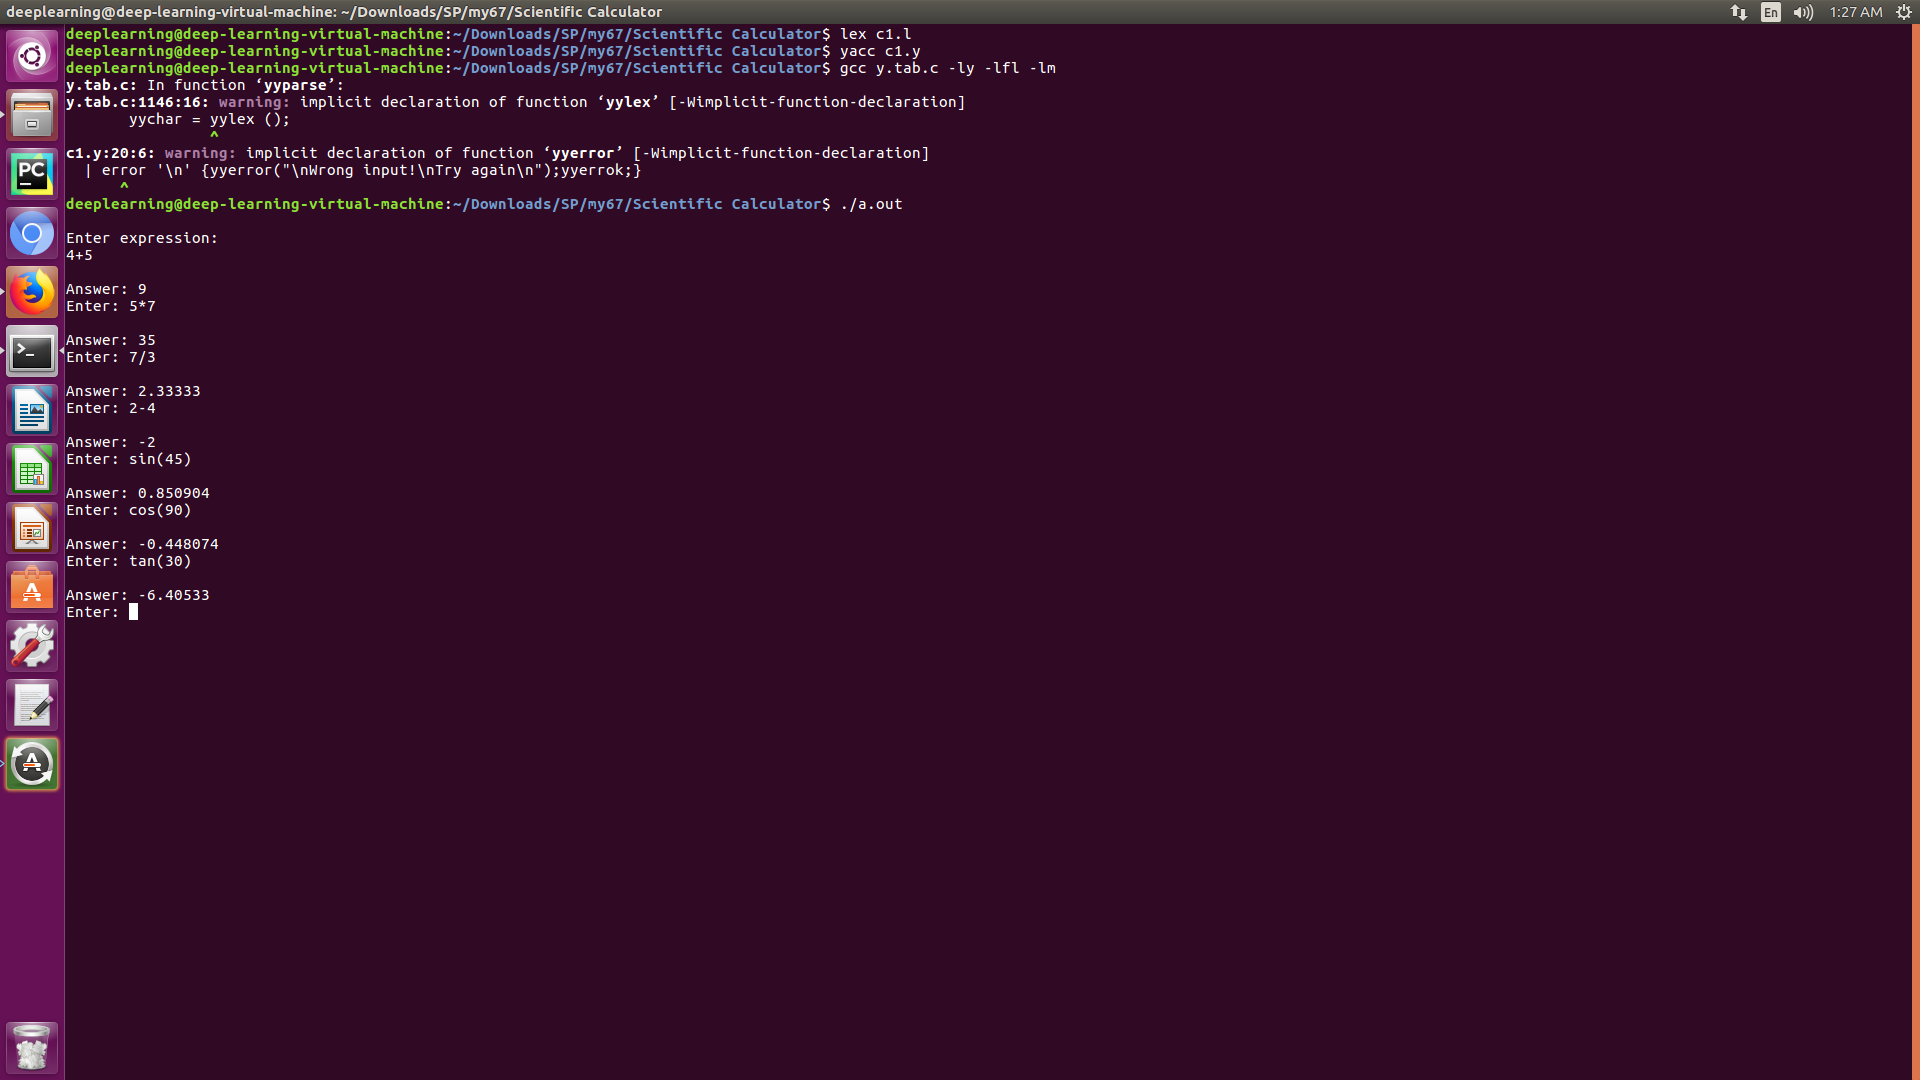 deeplearning@deep-learning-virtual-machine: ~/Downloads/SP/my67/Scientific Calculator
En
1:27 AM
deeplearning@deep-learning-virtual-machine:~/Downloads/SP/my67/Scientific Calculator$ lex c1.l
deeplearning@deep-learning-virtual-machine:~/Downloads/SP/my67/Scientific Calculator$ yacc c1.y
deeplearning@deep-learning-virtual-machine:~/Downloads/SP/my67/Scientific Calculator$ gcc y.tab.c -ly -lfl -lm
y.tab.c: In function ‘yyparse’:
y.tab.c:1146:16: warning: implicit declaration of function ‘yylex’ [-Wimplicit-function-declaration]
       yychar = yylex ();
                ^
c1.y:20:6: warning: implicit declaration of function ‘yyerror’ [-Wimplicit-function-declaration]
  | error '\n' {yyerror("\nWrong input!\nTry again\n");yyerrok;}
      ^
deeplearning@deep-learning-virtual-machine:~/Downloads/SP/my67/Scientific Calculator$ ./a.out
Enter expression:
4+5
Answer: 9
Enter: 5*7
Answer: 35
Enter: 7/3
Answer: 2.33333
Enter: 2-4
Answer: -2
Enter: sin(45)
Answer: 0.850904
Enter: cos(90)
Answer: -0.448074
Enter: tan(30)
Answer: -6.40533
Enter:
PC